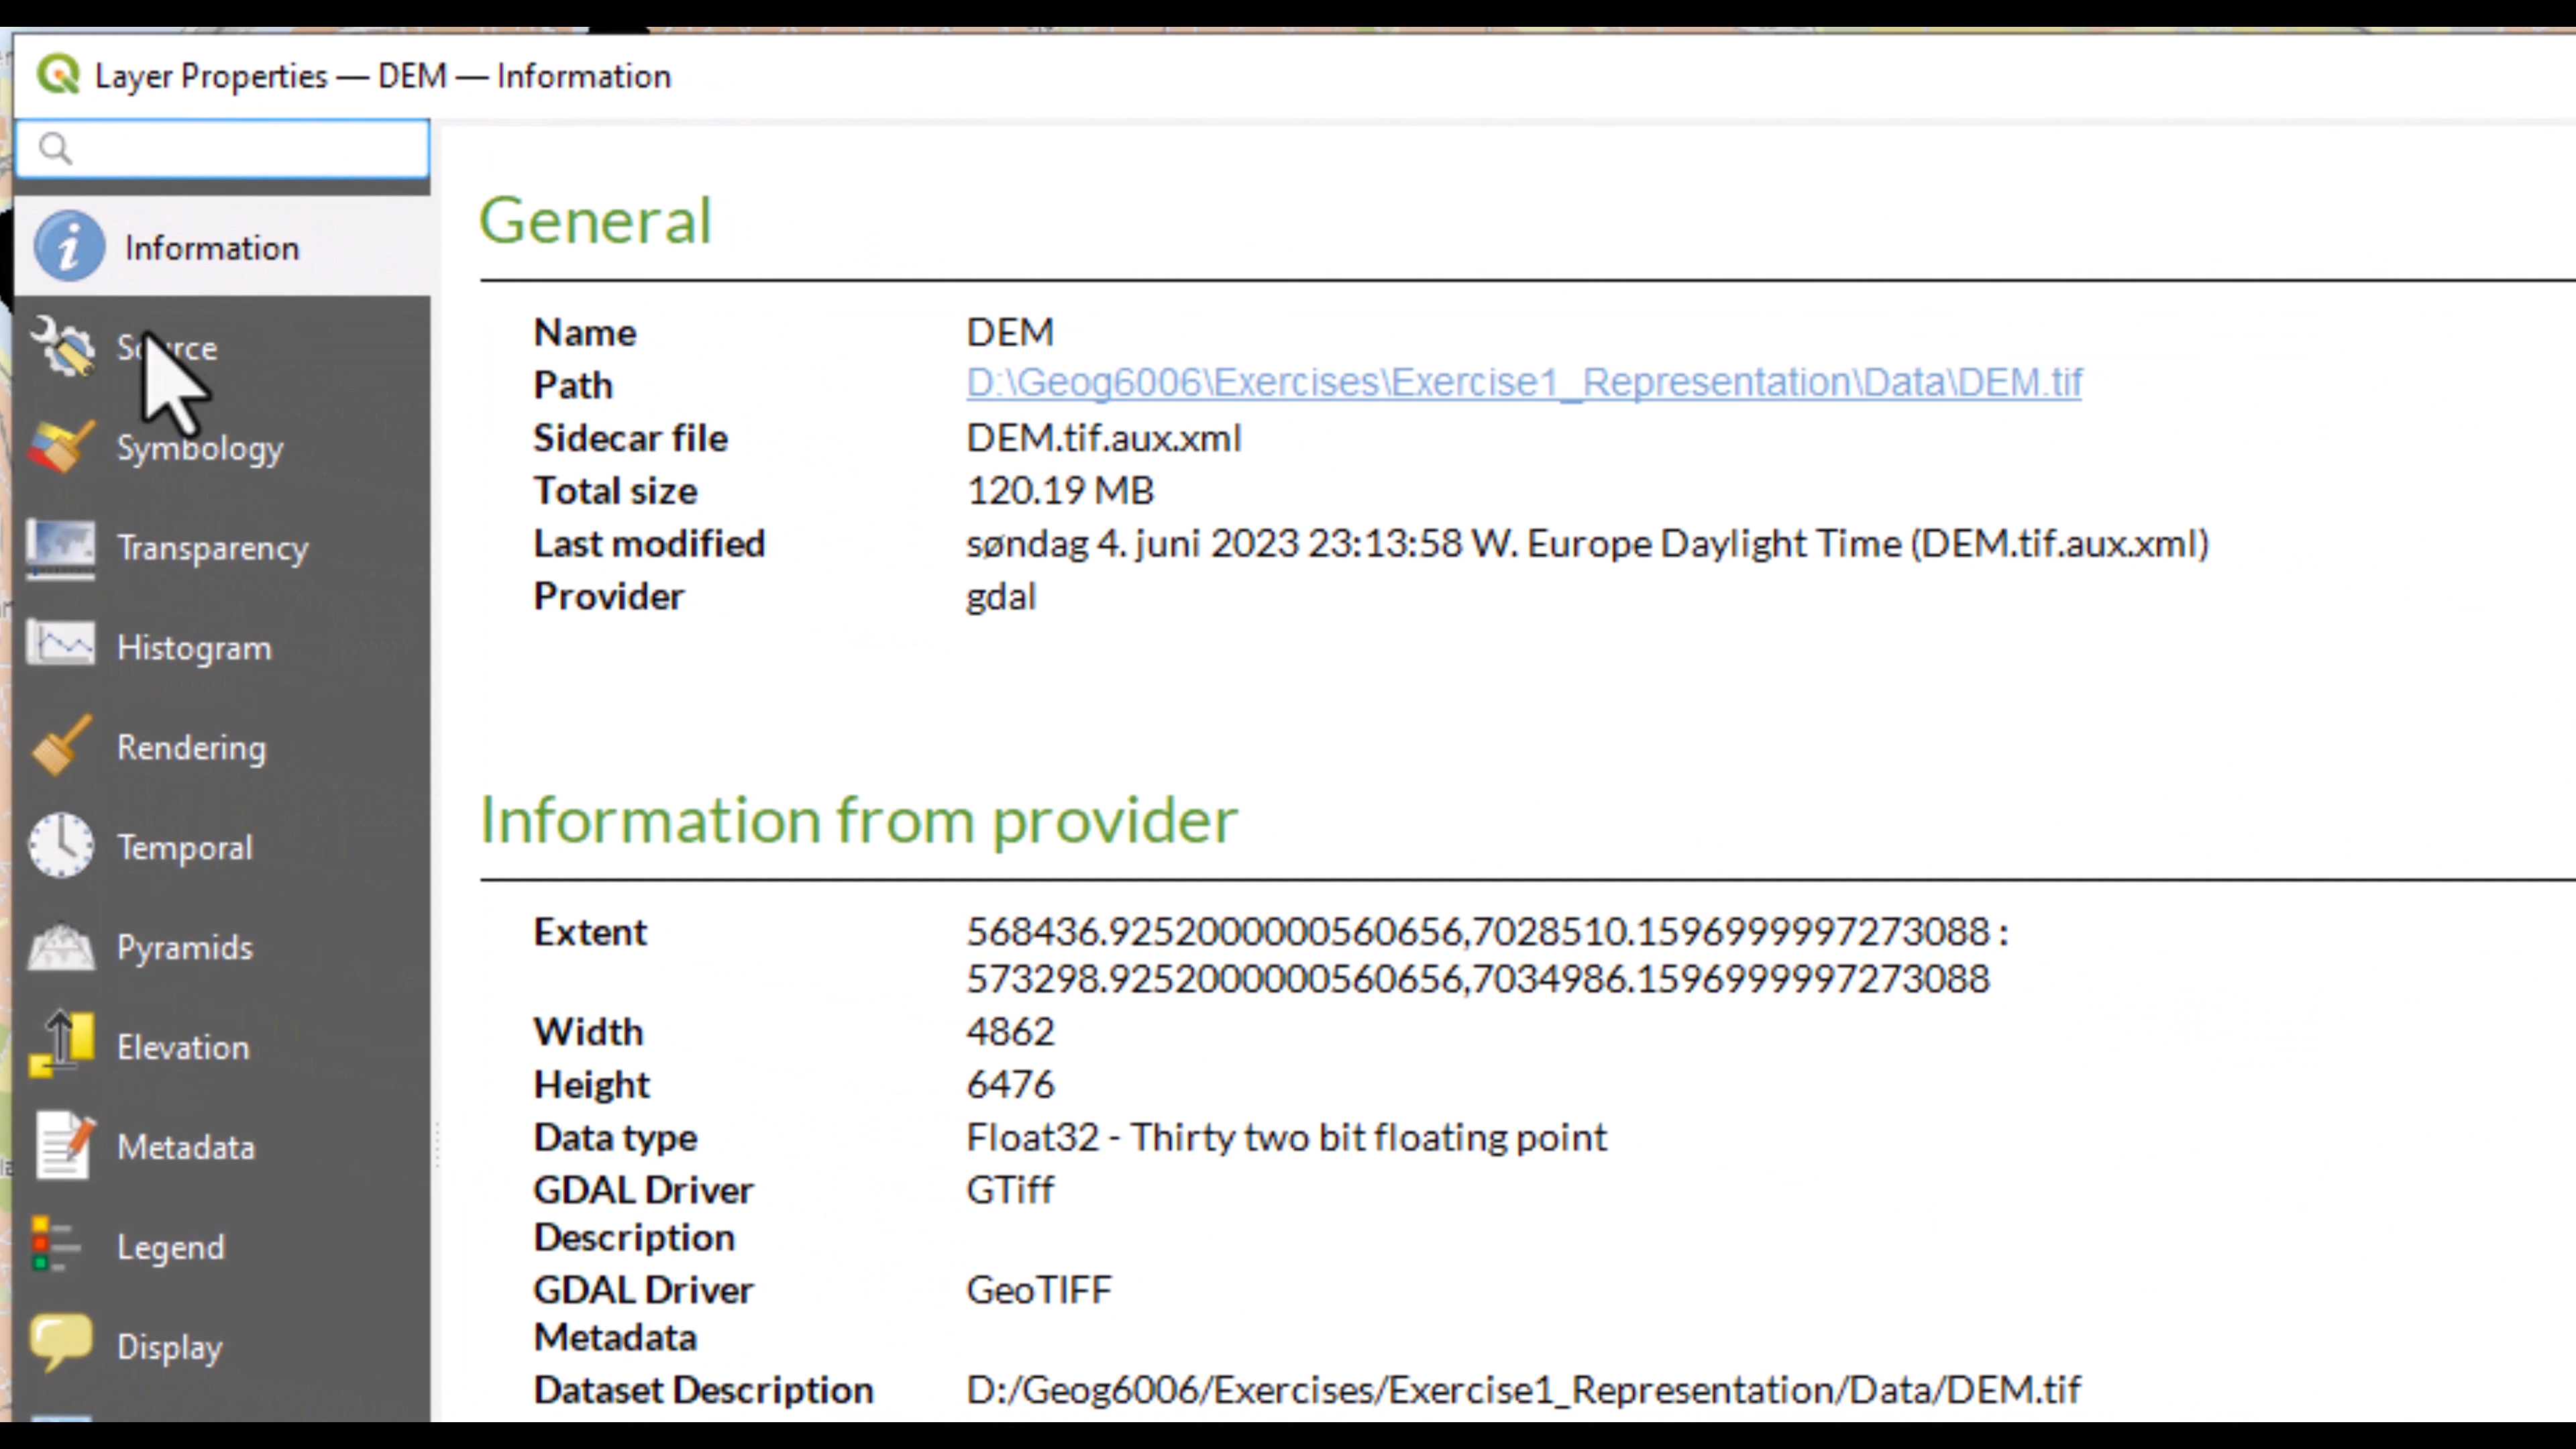 Layer Properties — DEM — Information
Information
Source
Symbology
Transparency
Histogram
Rendering
Temporal
Pyramids
Elevation
Metadata
Legend
Display
General
Name DEM
Path D:\Geog6006\Exercises\Exercise1_Representation\Data\DEM.tif
Sidecar file DEM.tif.aux.xml
Total size 120.19 MB
Last modified søndag 4. juni 2023 23:13:58 W. Europe Daylight Time (DEM.tif.aux.xml)
Provider gdal
Information from provider
Extent 568436.9252000000560656,7028510.1596999997273088 :
573298.9252000000560656,7034986.1596999997273088
Width 4862
Height 6476
Data type Float32 - Thirty two bit floating point
GDAL Driver GTiff
Description
GDAL Driver GeoTIFF
Metadata
Dataset Description D:/Geog6006/Exercises/Exercise1_Representation/Data/DEM.tif